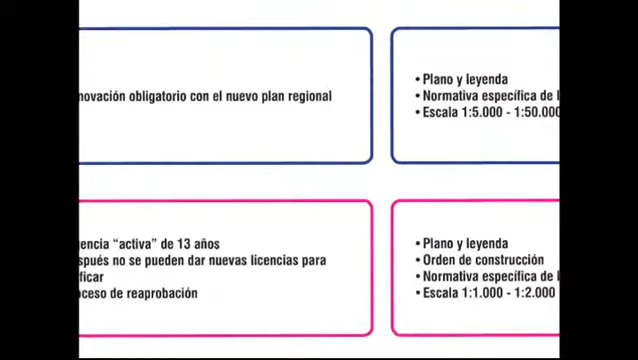 novación obligatorio con el nuevo plan regional
• Plano y leyenda
• Normativa específica de
• Escala 1:5.000 - 1:50.000
encia “activa” de 13 años
spués no se pueden dar nuevas licencias para
ficar
ceso de reaprobación
• Plano y leyenda
• Orden de construcción
• Normativa específica de
• Escala 1:1.000 - 1:2.000